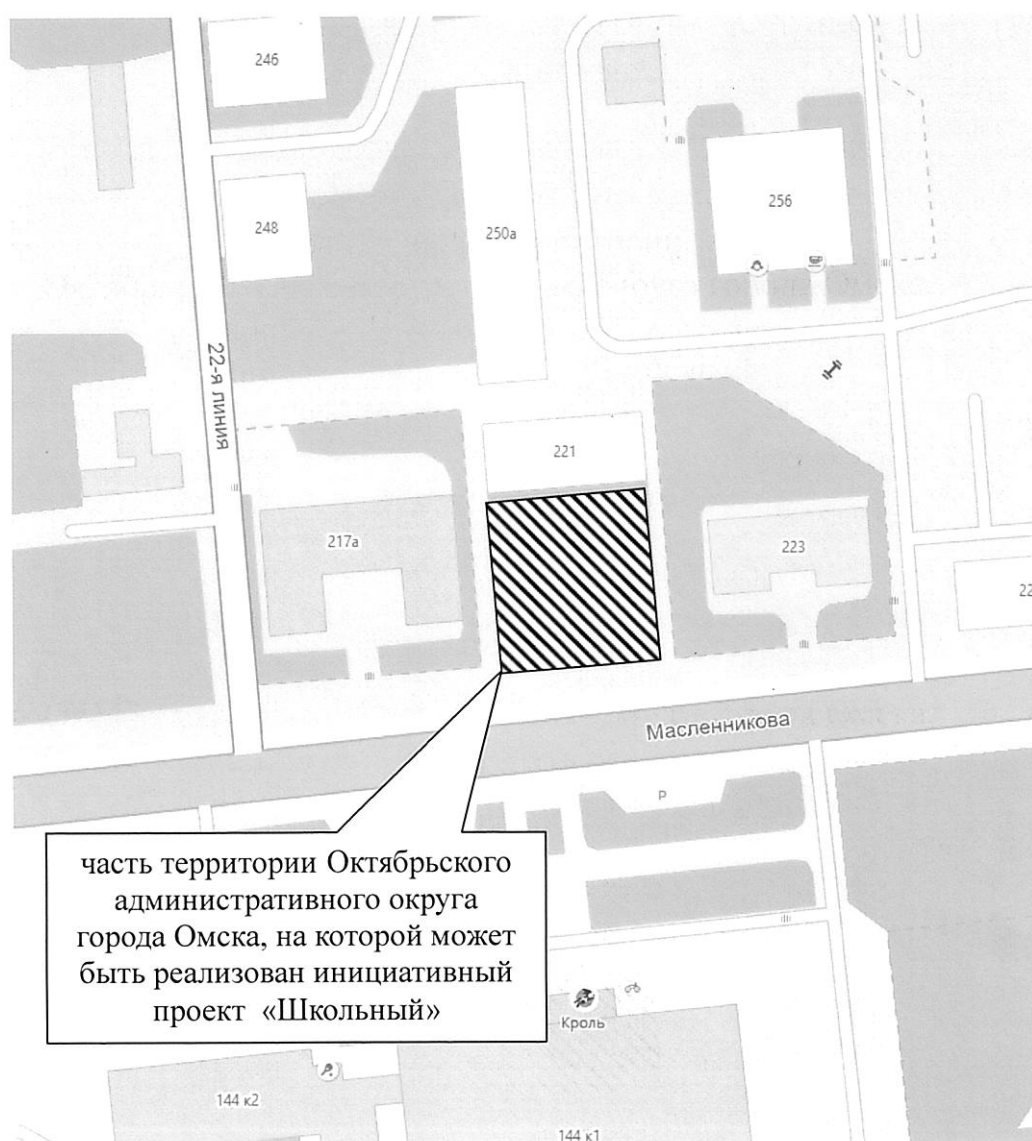 246
248
250а
256
22-я линия
221
217а
223
22
Масленникова
P
часть территории Октябрьского
административного округа
города Омска, на которой может
быть реализован инициативный
проект «Школьный»
Кроль
144 к2
144 к1